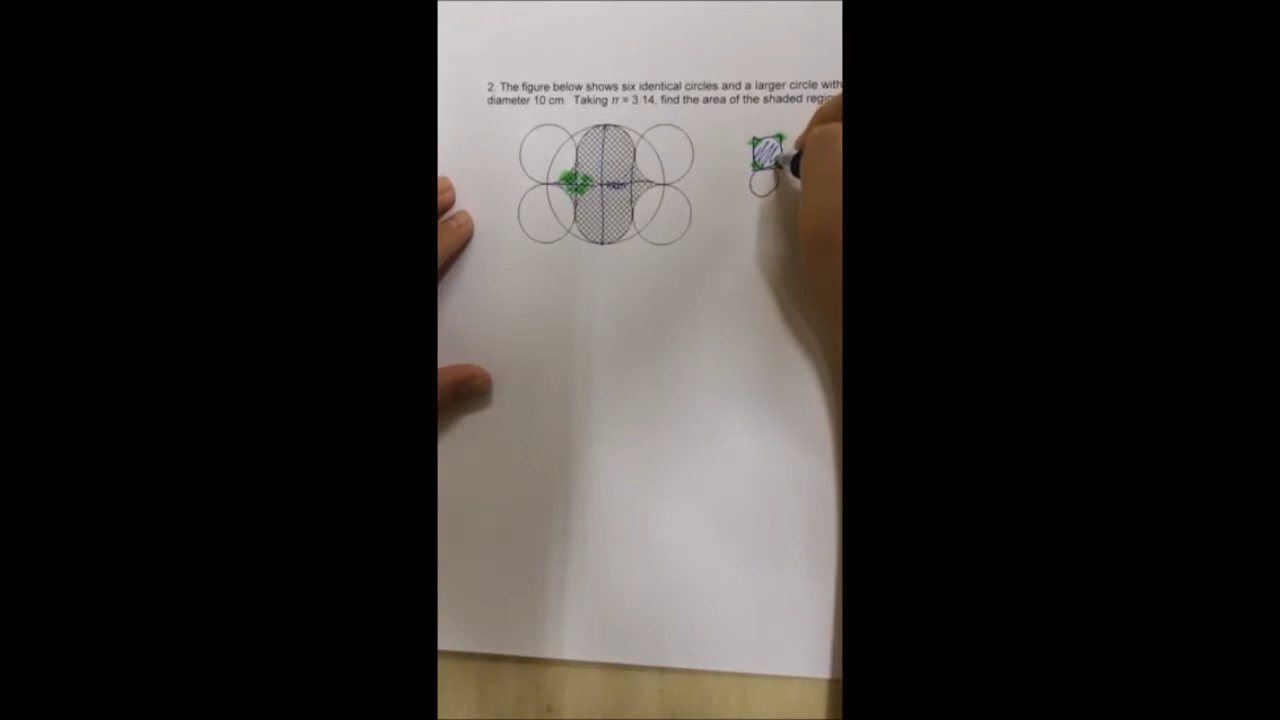 2. The figure below shows six identical circles and a larger circle with
diameter 10 cm. Taking π = 3.14, find the area of the shaded